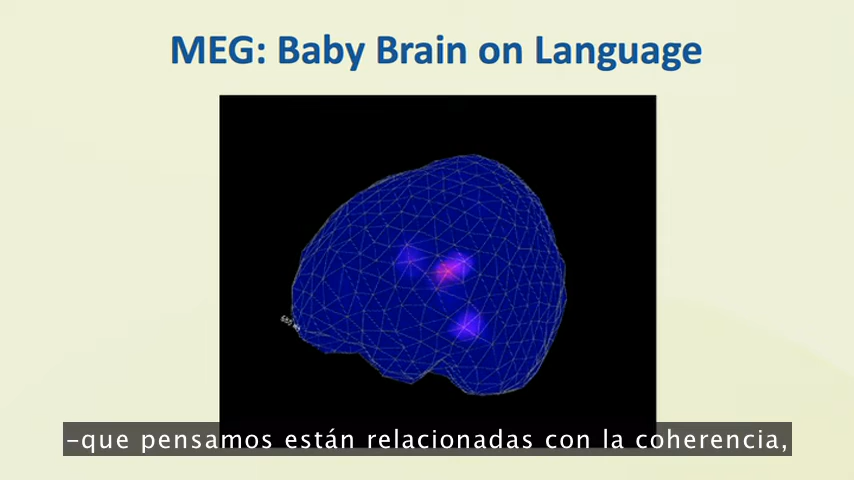 MEG: Baby Brain on Language
-que pensamos están relacionadas con la coherencia,